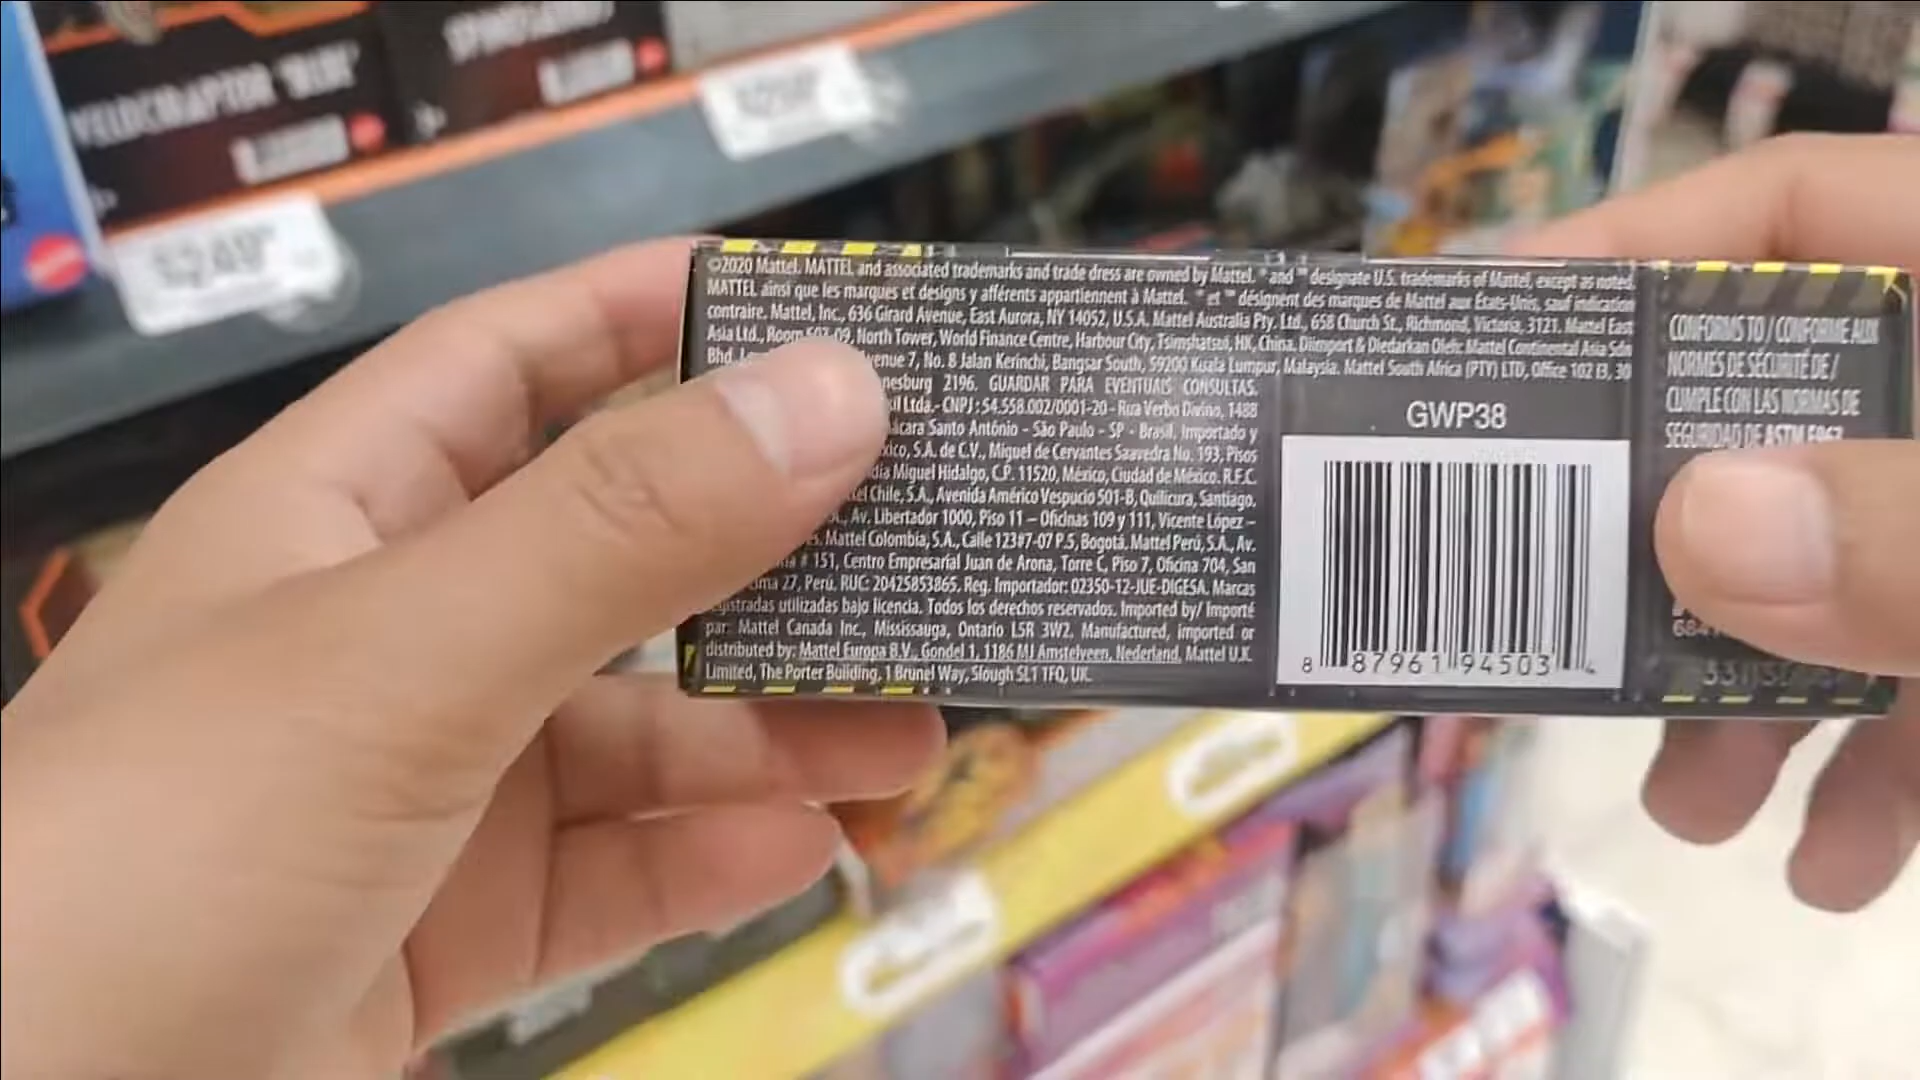 VELOCIRAPTOR "BLUE"
$249
©2020 Mattel. MATTEL and associated trademarks and trade dress are owned by Mattel. ® and ™ designate U.S. trademarks of Mattel, except as noted.
MATTEL ainsi que les marques et designs y afférents appartiennent à Mattel. ® et ™ désignent des marques de Mattel aux États-Unis, sauf indication
contraire. Mattel, Inc., 636 Girard Avenue, East Aurora, NY 14052, U.S.A. Mattel Australia Pty. Ltd., 658 Church St., Richmond, Victoria, 3121. Mattel East
Asia Ltd., Room 503-09, North Tower, World Finance Centre, Harbour City, Tsimshatsui, HK, China. Diimport & Diedarkan Oleh: Mattel Continental Asia Sdn
Bhd. Avenue 7, No. 8 Jalan Kerinchi, Bangsar South, 59200 Kuala Lumpur, Malaysia. Mattel South Africa (PTY) LTD, Office 102 I3, 30
nesburg 2196. GUARDAR PARA EVENTUAIS CONSULTAS.
il Ltda.- CNPJ: 54.558.002/0001-20 - Rua Verbo Divino, 1488
ácara Santo Antônio - São Paulo - SP - Brasil. Importado y
xico, S.A. de C.V., Miguel de Cervantes Saavedra No. 193, Pisos
día Miguel Hidalgo, C.P. 11520, México, Ciudad de México. R.F.C.
tel Chile, S.A., Avenida Américo Vespucio 501-B, Quilicura, Santiago.
Av. Libertador 1000, Piso 11 – Oficinas 109 y 111, Vicente López –
s. Mattel Colombia, S.A., Calle 123#7-07 P.5, Bogotá. Mattel Perú, S.A., Av.
# 151, Centro Empresarial Juan de Arona, Torre C, Piso 7, Oficina 704, San
ima 27, Perú. RUC: 20425853865. Reg. Importador: 02350-12-JUE-DIGESA. Marcas
gistradas utilizadas bajo licencia. Todos los derechos reservados. Imported by/ Importé
par: Mattel Canada Inc., Mississauga, Ontario L5R 3W2. Manufactured, imported or
distributed by: Mattel Europa B.V., Gondel 1, 1186 MJ Amstelveen, Nederland. Mattel U.K.
Limited, The Porter Building, 1 Brunel Way, Slough SL1 1FQ, UK.
GWP38
8 87961 94503 4
CONFORMS TO / CONFORME AUX
NORMES DE SÉCURITÉ DE /
CUMPLE CON LAS NORMAS DE
SEGURIDAD DE ASTM F963